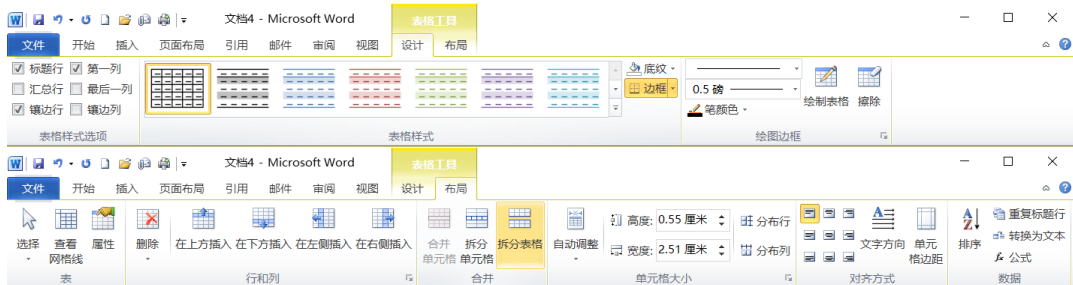 文档4 - Microsoft Word 表格工具
文件 开始 插入 页面布局 引用 邮件 审阅 视图 设计 布局
标题行 第一列 底纹
汇总行 最后一列 边框 0.5 磅 绘制表格 擦除
镶边行 镶边列 笔颜色
表格样式选项 表格样式 绘图边框
文档4 - Microsoft Word 表格工具
文件 开始 插入 页面布局 引用 邮件 审阅 视图 设计 布局
高度: 0.55 厘米 分布行 重复标题行
选择 查看 属性 删除 在上方插入 在下方插入 在左侧插入 在右侧插入 合并 拆分 拆分表格 自动调整 文字方向 单元 排序 转换为文本
网格线 单元格 单元格 宽度: 2.51 厘米 分布列 格边距 fx 公式
表 行和列 合并 单元格大小 对齐方式 数据